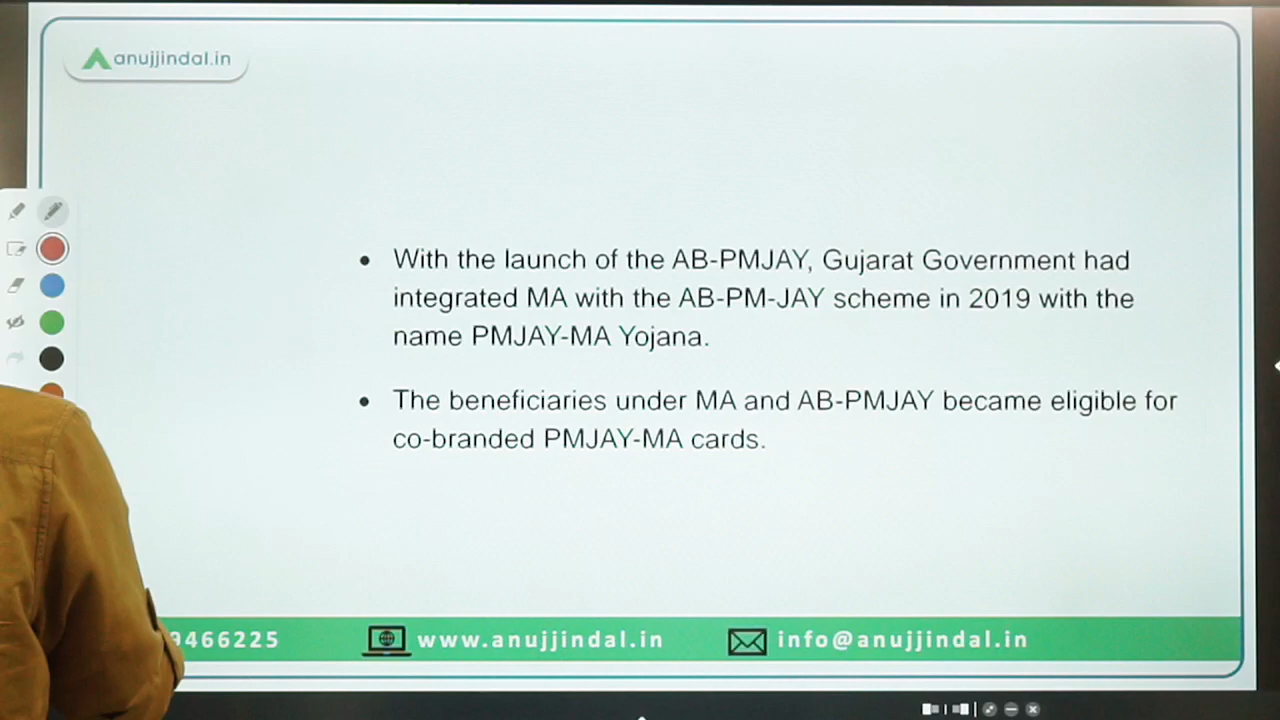 anujjindal.in
• With the launch of the AB-PMJAY, Gujarat Government had
integrated MA with the AB-PM-JAY scheme in 2019 with the
name PMJAY-MA Yojana.
• The beneficiaries under MA and AB-PMJAY became eligible for
co-branded PMJAY-MA cards.
9466225 www.anujjindal.in info@anujjindal.in